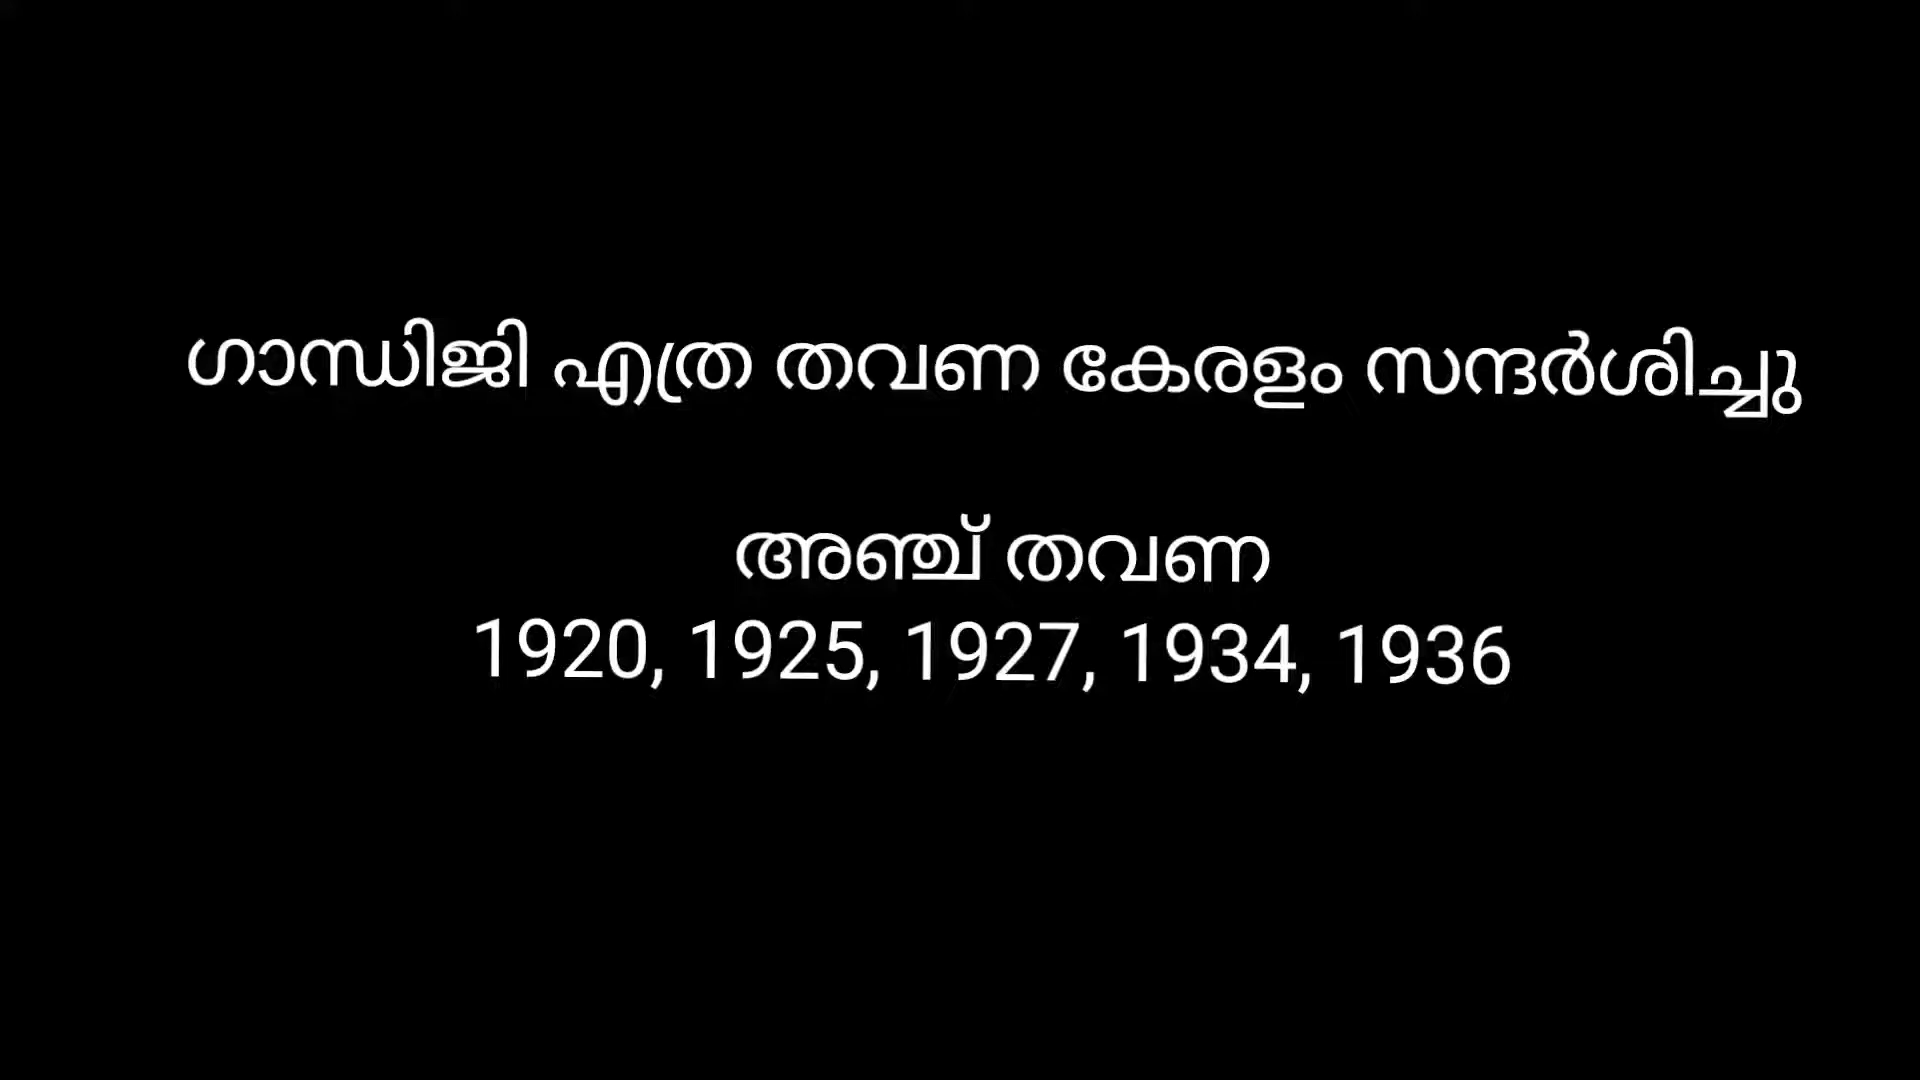 ഗാന്ധിജി എത്ര തവണ കേരളം സന്ദർശിച്ചു
അഞ്ച് തവണ
1920, 1925, 1927, 1934, 1936